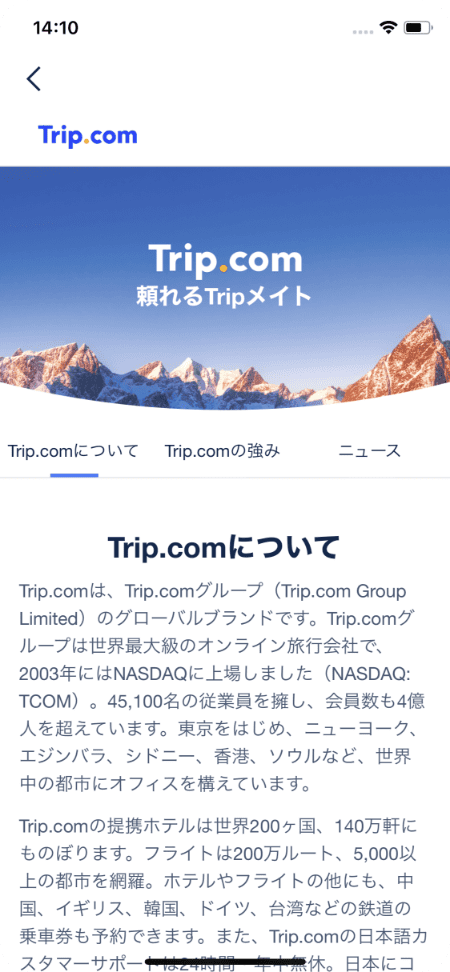 14:10
Trip.com
Trip.com
頼れるTripメイト
Trip.comについて
Trip.comの強み
ニュース
Trip.comについて
Trip.comは、Trip.comグループ（Trip.com Group
Limited）のグローバルブランドです。Trip.comグ
ループは世界最大級のオンライン旅行会社で、
2003年にはNASDAQに上場しました（NASDAQ:
TCOM）。45,100名の従業員を擁し、会員数も4億
人を超えています。東京をはじめ、ニューヨーク、
エジンバラ、シドニー、香港、ソウルなど、世界
中の都市にオフィスを構えています。
Trip.comの提携ホテルは世界200ヶ国、140万軒に
ものぼります。フライトは200万ルート、5,000以
上の都市を網羅。ホテルやフライトの他にも、中
国、イギリス、韓国、ドイツ、台湾などの鉄道の
乗車券も予約できます。また、Trip.comの日本語カ
スタマーサポートは24時間 年中無休。日本にコ